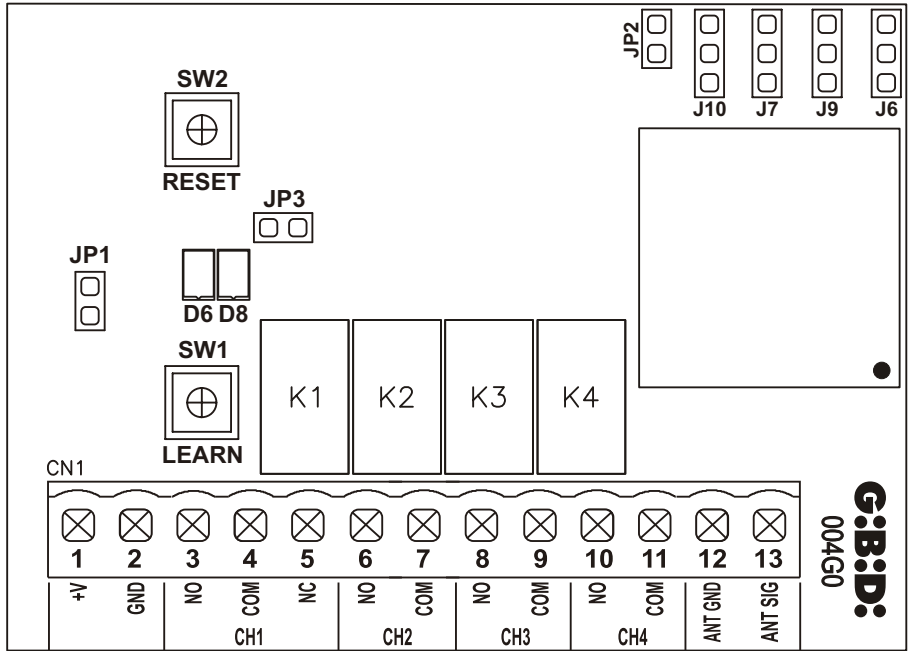 JP2
J10 J7 J9 J6
SW2
RESET
JP3
JP1
D6 D8
SW1
LEARN
K1 K2 K3 K4
CN1
1 2 3 4 5 6 7 8 9 10 11 12 13
+V GND NO COM NC NO COM NO COM NO COM ANT GND ANT SIG
CH1 CH2 CH3 CH4
G:B:D:
004G0